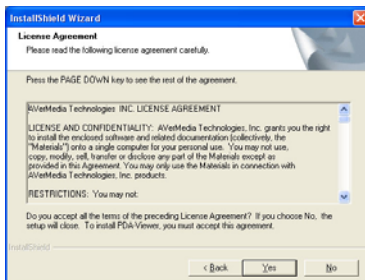 InstallShield Wizard
License Agreement
Please read the following license agreement carefully.
Press the PAGE DOWN key to see the rest of the agreement.
AVerMedia Technologies INC. LICENSE AGREEMENT
LICENSE AND CONFIDENTIALITY: AVerMedia Technologies, Inc. grants you the right
to install the enclosed software and related documentation (collectively, the
"Materials") onto a single computer for your personal use. You may not use,
copy, modify, sell, transfer or disclose any part of the Materials except as
provided in this Agreement. You may only use the Materials in connection with
AVerMedia Technologies, Inc. products.
RESTRICTIONS: You may not:
Do you accept all the terms of the preceding License Agreement? If you choose No, the
setup will close. To install PDA-Viewer, you must accept this agreement.
InstallShield
< Back
Yes
No